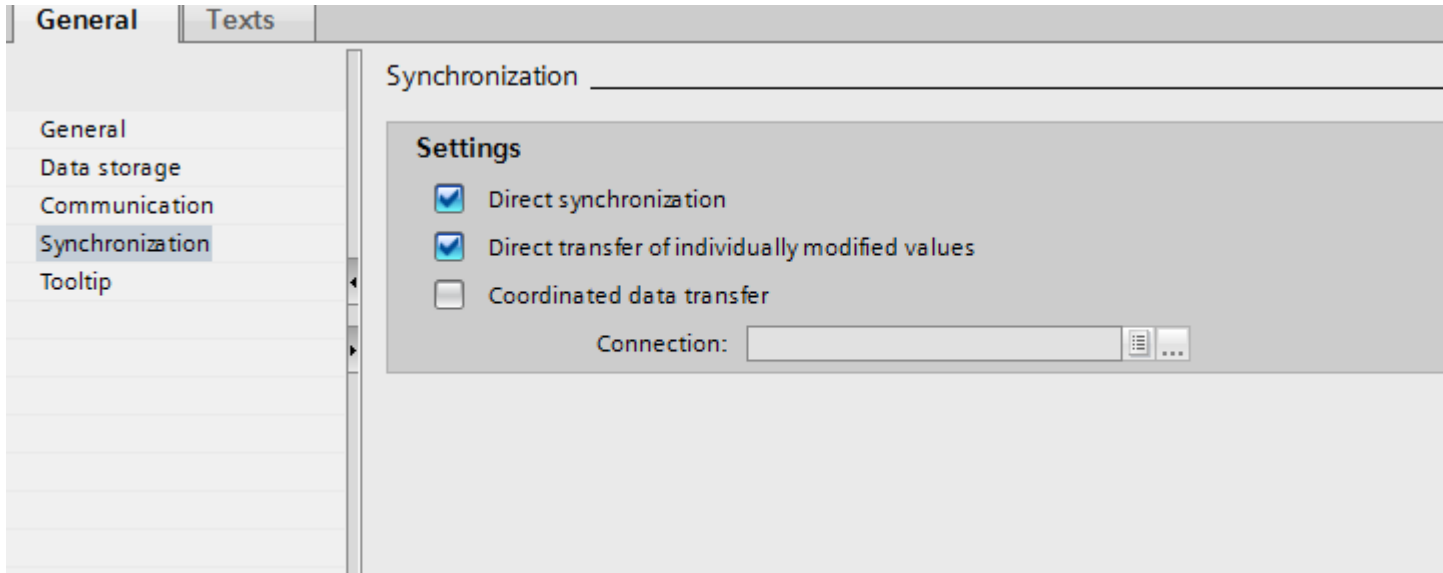 General Texts
Synchronization
General
Data storage
Communication
Synchronization
Tooltip
Settings
Direct synchronization
Direct transfer of individually modified values
Coordinated data transfer
Connection:
...